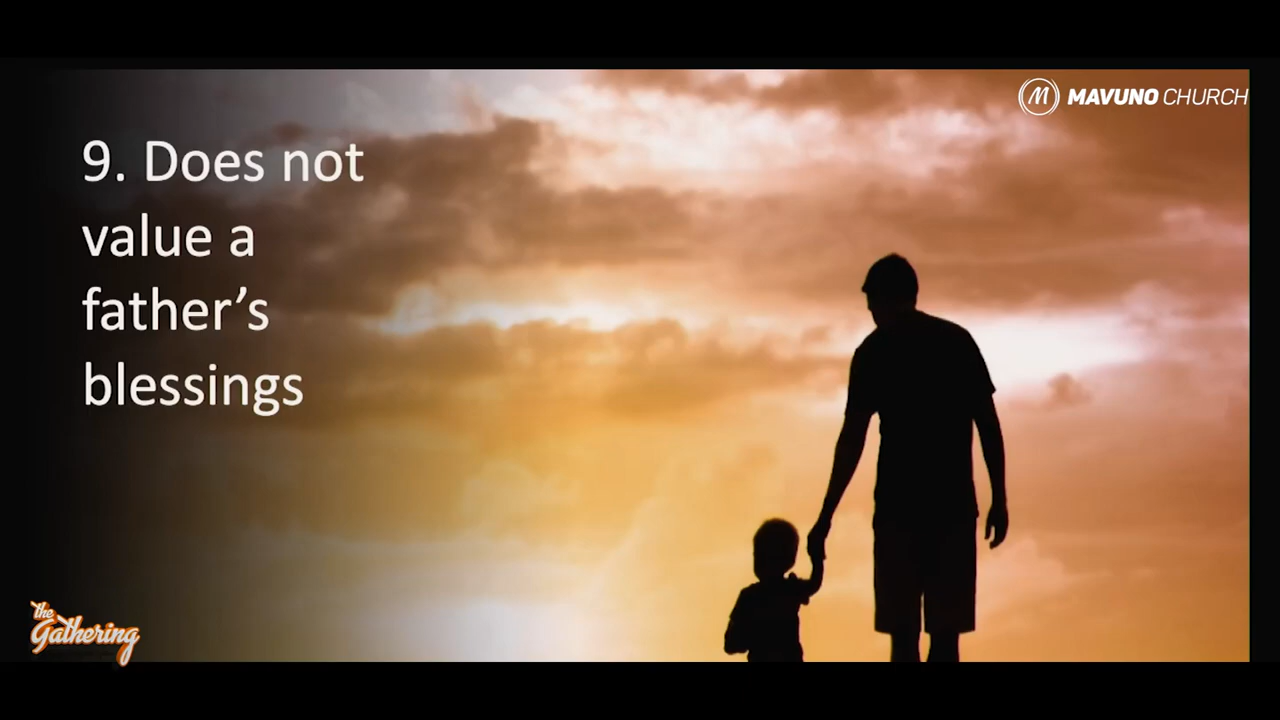 MAVUNO CHURCH
9. Does not
value a
father’s
blessings
the
Gathering